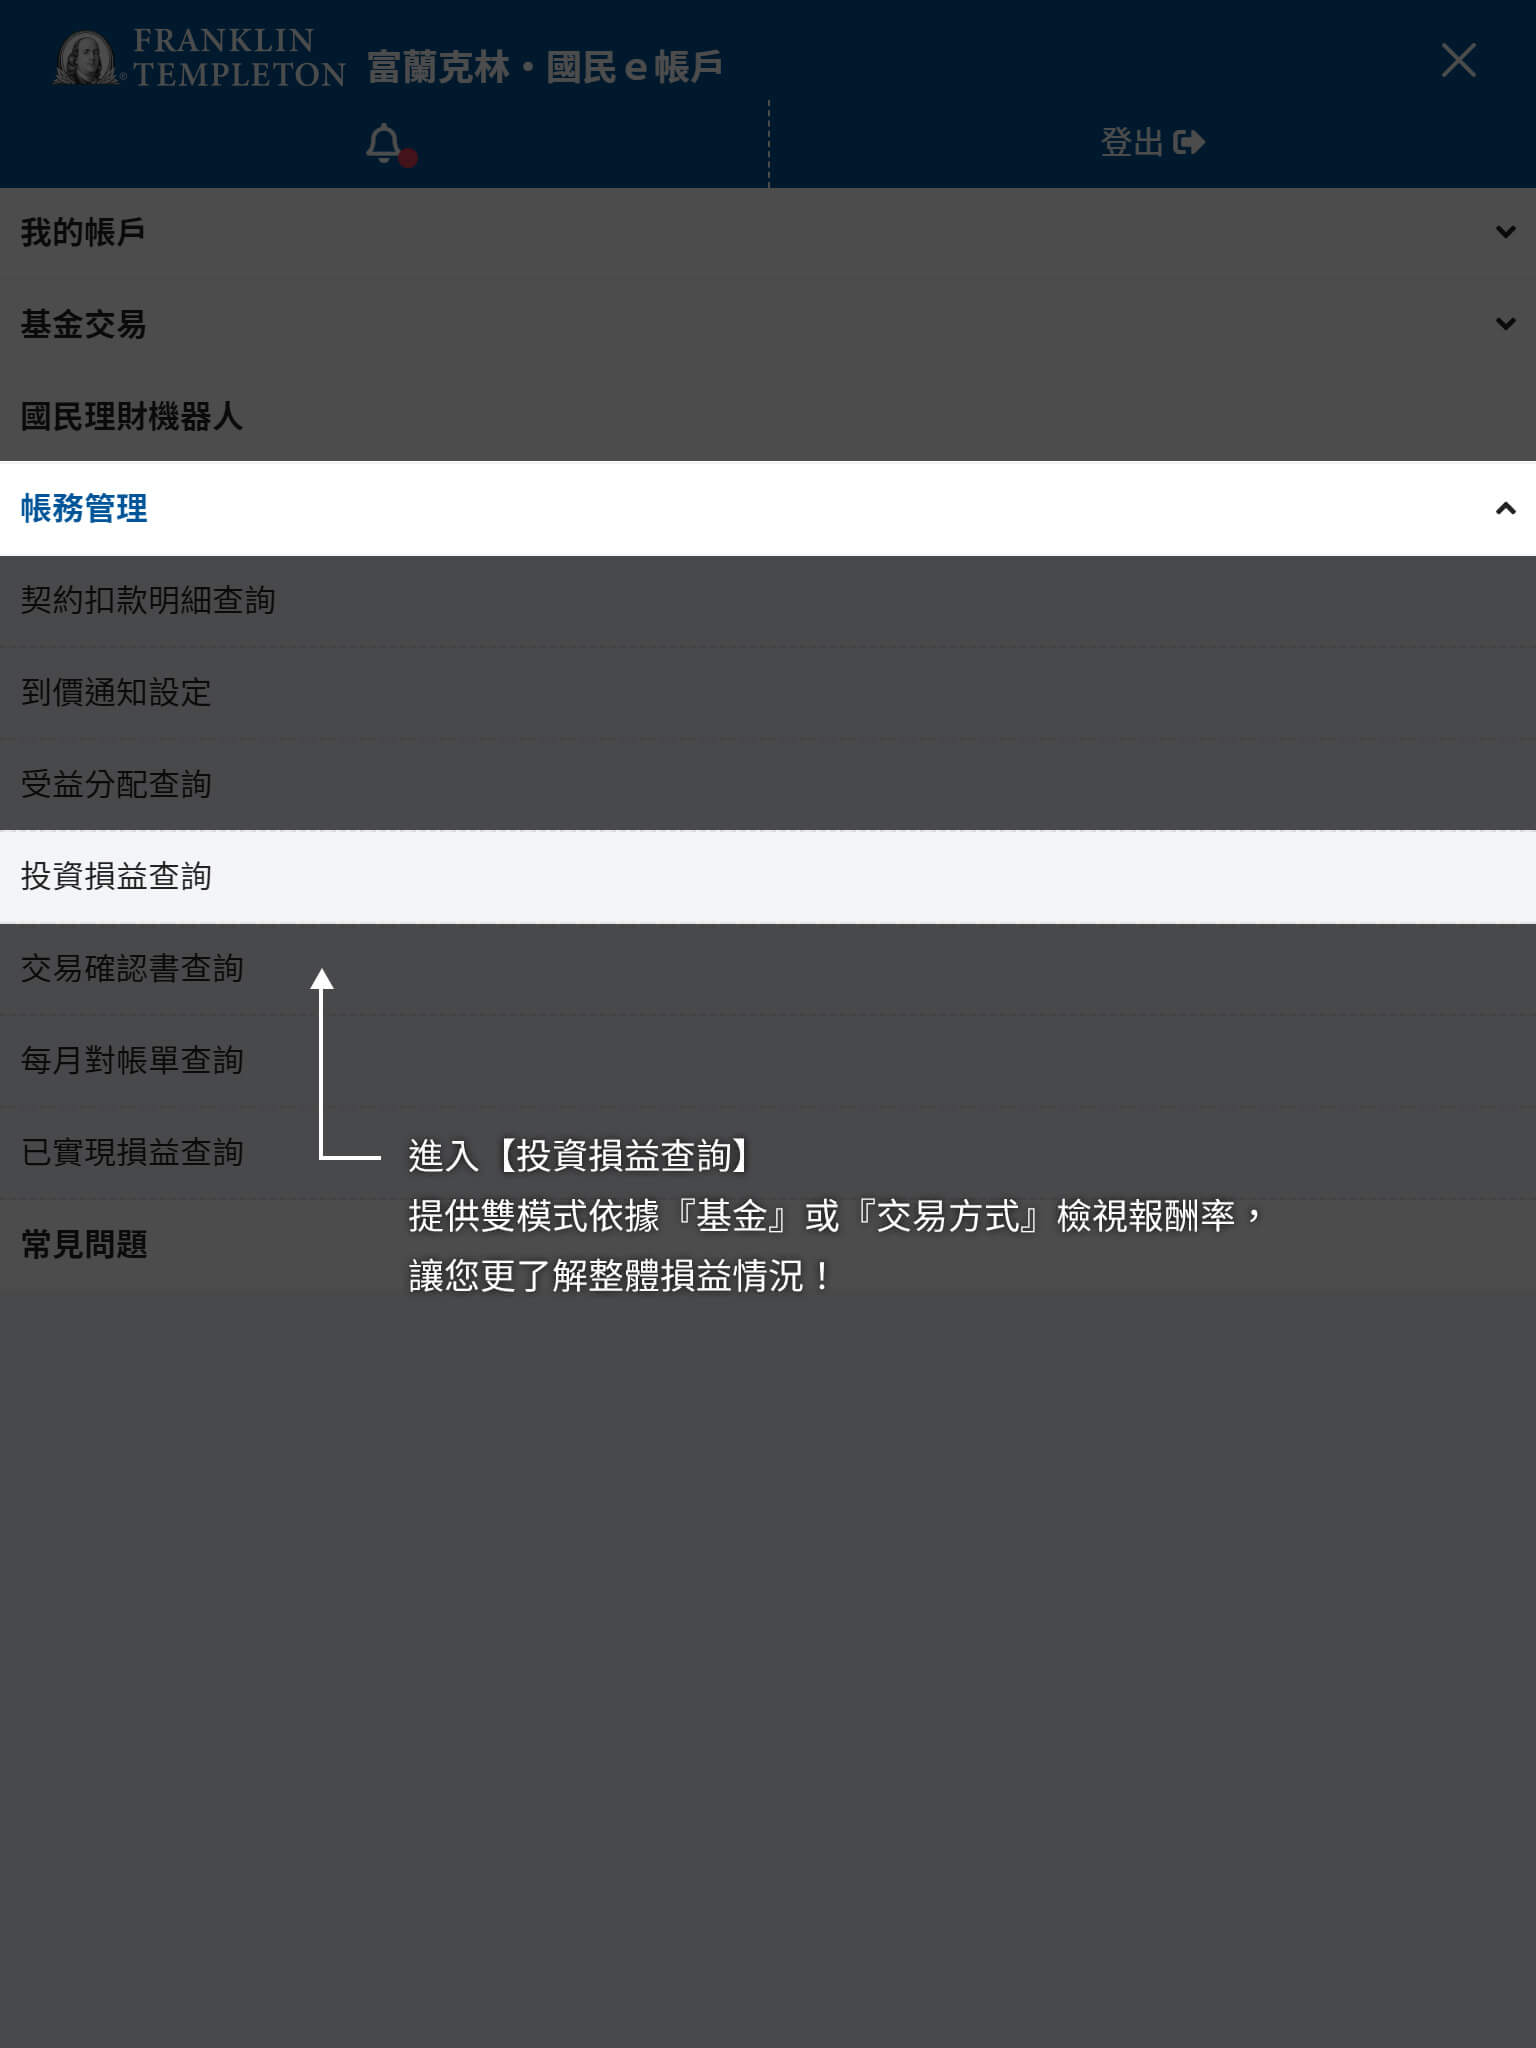 FRANKLIN
TEMPLETON
®
富蘭克林・國民e帳戶
登出
我的帳戶
基金交易
國民理財機器人
帳務管理
契約扣款明細查詢
到價通知設定
受益分配查詢
投資損益查詢
交易確認書查詢
每月對帳單查詢
已實現損益查詢
常見問題
進入【投資損益查詢】
提供雙模式依據『基金』或『交易方式』檢視報酬率，
讓您更了解整體損益情況！